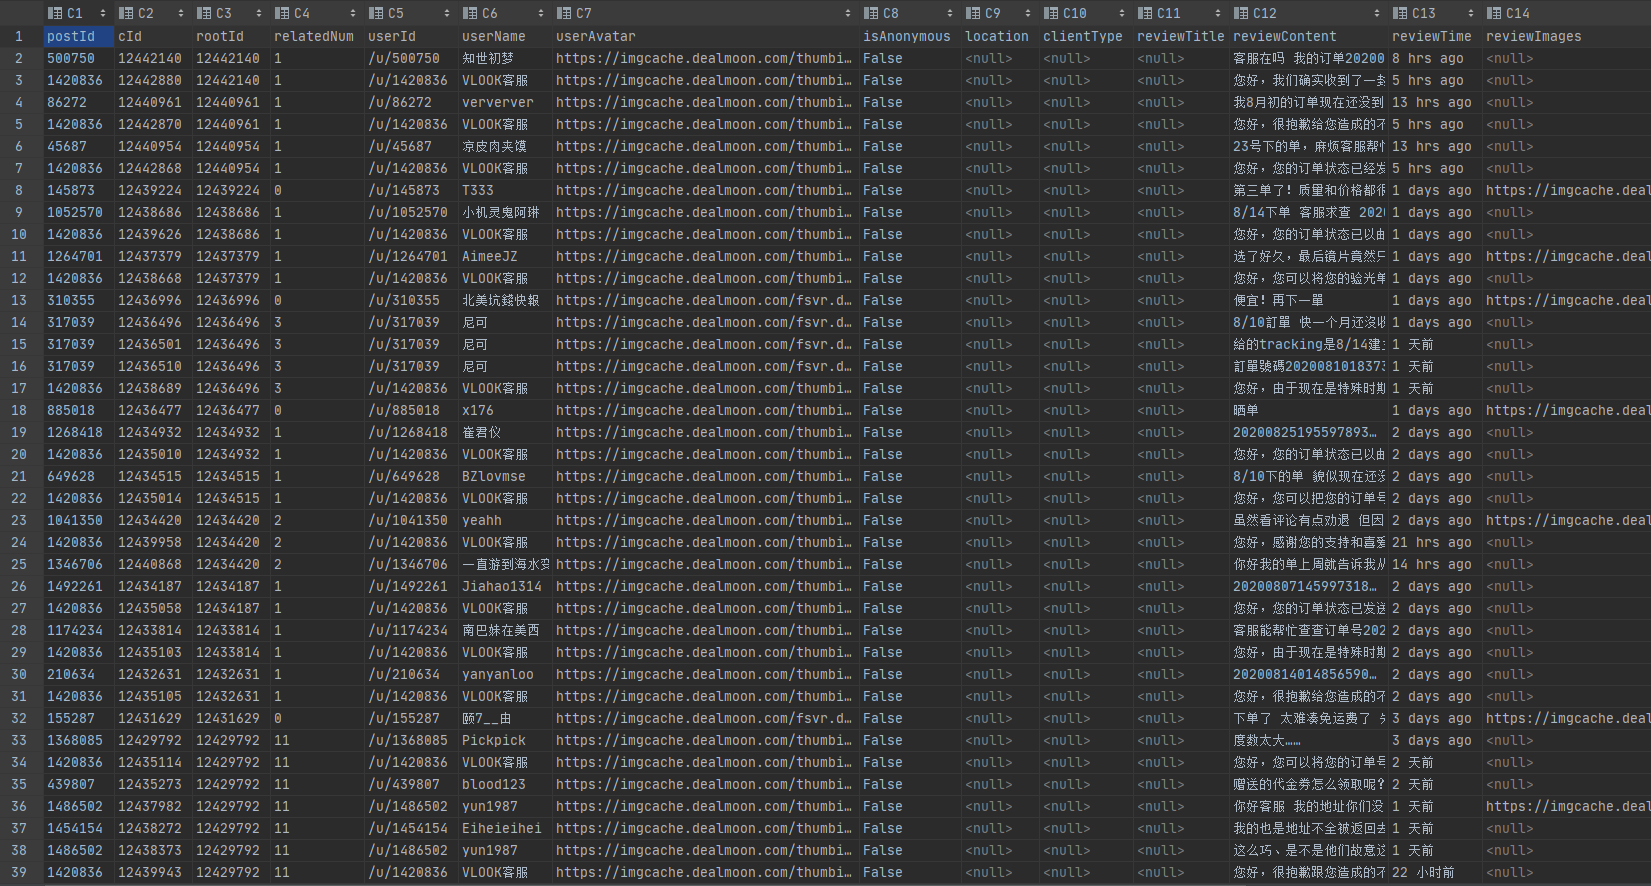 C1 C2 C3 C4 C5 C6 C7 C8 C9 C10 C11 C12 C13 C14
1 postId cId rootId relatedNum userId userName userAvatar isAnonymous location clientType reviewTitle reviewContent reviewTime reviewImages
2 500750 12442140 12442140 1 /u/500750 知世初梦 https://imgcache.dealmoon.com/thumbi… False <null> <null> <null> 客服在吗 我的订单20200 8 hrs ago <null>
3 1420836 12442880 12442140 1 /u/1420836 VLOOK客服 https://imgcache.dealmoon.com/thumbi… False <null> <null> <null> 您好，我们确实收到了一封 5 hrs ago <null>
4 86272 12440961 12440961 1 /u/86272 ververver https://imgcache.dealmoon.com/thumbi… False <null> <null> <null> 我8月初的订单现在还没到 13 hrs ago <null>
5 1420836 12442870 12440961 1 /u/1420836 VLOOK客服 https://imgcache.dealmoon.com/thumbi… False <null> <null> <null> 您好，很抱歉给您造成的不 5 hrs ago <null>
6 45687 12440954 12440954 1 /u/45687 凉皮肉夹馍 https://imgcache.dealmoon.com/thumbi… False <null> <null> <null> 23号下的单，麻烦客服帮忙 13 hrs ago <null>
7 1420836 12442868 12440954 1 /u/1420836 VLOOK客服 https://imgcache.dealmoon.com/thumbi… False <null> <null> <null> 您好，您的订单状态已经发 5 hrs ago <null>
8 145873 12439224 12439224 0 /u/145873 T333 https://imgcache.dealmoon.com/thumbi… False <null> <null> <null> 第三单了！质量和价格都很 1 days ago https://imgcache.deal
9 1052570 12438686 12438686 1 /u/1052570 小机灵鬼阿琳 https://imgcache.dealmoon.com/thumbi… False <null> <null> <null> 8/14下单 客服求查 202 1 days ago <null>
10 1420836 12439626 12438686 1 /u/1420836 VLOOK客服 https://imgcache.dealmoon.com/thumbi… False <null> <null> <null> 您好，您的订单状态已以由 1 days ago <null>
11 1264701 12437379 12437379 1 /u/1264701 AimeeJZ https://imgcache.dealmoon.com/thumbi… False <null> <null> <null> 选了好久，最后镜片竟然只 1 days ago https://imgcache.deal
12 1420836 12438668 12437379 1 /u/1420836 VLOOK客服 https://imgcache.dealmoon.com/thumbi… False <null> <null> <null> 您好，您可以将您的验光单 1 days ago <null>
13 310355 12436996 12436996 0 /u/310355 北美坑錢快報 https://imgcache.dealmoon.com/fsvr.d… False <null> <null> <null> 便宜！再下一單 1 days ago https://imgcache.deal
14 317039 12436496 12436496 3 /u/317039 尼可 https://imgcache.dealmoon.com/fsvr.d… False <null> <null> <null> 8/10訂單 快一个月还沒收 1 days ago <null>
15 317039 12436501 12436496 3 /u/317039 尼可 https://imgcache.dealmoon.com/fsvr.d… False <null> <null> <null> 给的tracking是8/14建 1 天前 <null>
16 317039 12436510 12436496 3 /u/317039 尼可 https://imgcache.dealmoon.com/fsvr.d… False <null> <null> <null> 訂單號碼2020081018373 1 天前 <null>
17 1420836 12438689 12436496 3 /u/1420836 VLOOK客服 https://imgcache.dealmoon.com/thumbi… False <null> <null> <null> 您好，由于现在是特殊时期 1 天前 <null>
18 885018 12436477 12436477 0 /u/885018 x176 https://imgcache.dealmoon.com/thumbi… False <null> <null> <null> 晒单 1 days ago https://imgcache.deal
19 1268418 12434932 12434932 1 /u/1268418 崔君仪 https://imgcache.dealmoon.com/thumbi… False <null> <null> <null> 20200825195597893… 2 days ago <null>
20 1420836 12435010 12434932 1 /u/1420836 VLOOK客服 https://imgcache.dealmoon.com/thumbi… False <null> <null> <null> 您好，您的订单状态已以由 2 days ago <null>
21 649628 12434515 12434515 1 /u/649628 BZlovmse https://imgcache.dealmoon.com/thumbi… False <null> <null> <null> 8/10下的单 貌似现在还没 2 days ago <null>
22 1420836 12435014 12434515 1 /u/1420836 VLOOK客服 https://imgcache.dealmoon.com/thumbi… False <null> <null> <null> 您好，您可以把您的订单号 2 days ago <null>
23 1041350 12434420 12434420 2 /u/1041350 yeahh https://imgcache.dealmoon.com/thumbi… False <null> <null> <null> 虽然看评论有点劝退 但因 2 days ago https://imgcache.deal
24 1420836 12439958 12434420 2 /u/1420836 VLOOK客服 https://imgcache.dealmoon.com/thumbi… False <null> <null> <null> 您好，感谢您的支持和喜爱 21 hrs ago <null>
25 1346706 12440868 12434420 2 /u/1346706 一直游到海水变 https://imgcache.dealmoon.com/thumbi… False <null> <null> <null> 你好我的单上周就告诉我从 14 hrs ago <null>
26 1492261 12434187 12434187 1 /u/1492261 Jiahao1314 https://imgcache.dealmoon.com/thumbi… False <null> <null> <null> 20200807145997318… 2 days ago <null>
27 1420836 12435058 12434187 1 /u/1420836 VLOOK客服 https://imgcache.dealmoon.com/thumbi… False <null> <null> <null> 您好，您的订单状态已发送 2 days ago <null>
28 1174234 12433814 12433814 1 /u/1174234 南巴妹在美西 https://imgcache.dealmoon.com/thumbi… False <null> <null> <null> 客服能帮忙查查订单号202 2 days ago <null>
29 1420836 12435103 12433814 1 /u/1420836 VLOOK客服 https://imgcache.dealmoon.com/thumbi… False <null> <null> <null> 您好，由于现在是特殊时期 2 days ago <null>
30 210634 12432631 12432631 1 /u/210634 yanyanloo https://imgcache.dealmoon.com/thumbi… False <null> <null> <null> 20200814014856590… 2 days ago <null>
31 1420836 12435105 12432631 1 /u/1420836 VLOOK客服 https://imgcache.dealmoon.com/thumbi… False <null> <null> <null> 您好，很抱歉给您造成的不 2 days ago <null>
32 155287 12431629 12431629 0 /u/155287 颐7__由 https://imgcache.dealmoon.com/fsvr.d… False <null> <null> <null> 下单了 太难凑免运费了 3 days ago https://imgcache.deal
33 1368085 12429792 12429792 11 /u/1368085 Pickpick https://imgcache.dealmoon.com/thumbi… False <null> <null> <null> 度数太大…… 3 days ago <null>
34 1420836 12435114 12429792 11 /u/1420836 VLOOK客服 https://imgcache.dealmoon.com/thumbi… False <null> <null> <null> 您好，您可以将您的订单号 2 天前 <null>
35 439807 12435273 12429792 11 /u/439807 blood123 https://imgcache.dealmoon.com/thumbi… False <null> <null> <null> 赠送的代金券怎么领取呢？ 2 天前 <null>
36 1486502 12437982 12429792 11 /u/1486502 yun1987 https://imgcache.dealmoon.com/thumbi… False <null> <null> <null> 你好客服 我的地址你们没 1 天前 https://imgcache.deal
37 1454154 12438272 12429792 11 /u/1454154 Eiheieihei https://imgcache.dealmoon.com/thumbi… False <null> <null> <null> 我的也是地址不全被返回去 1 天前 <null>
38 1486502 12438373 12429792 11 /u/1486502 yun1987 https://imgcache.dealmoon.com/thumbi… False <null> <null> <null> 这么巧、是不是他们故意这 1 天前 <null>
39 1420836 12439943 12429792 11 /u/1420836 VLOOK客服 https://imgcache.dealmoon.com/thumbi… False <null> <null> <null> 您好，很抱歉跟您造成的不 22 小时前 <null>